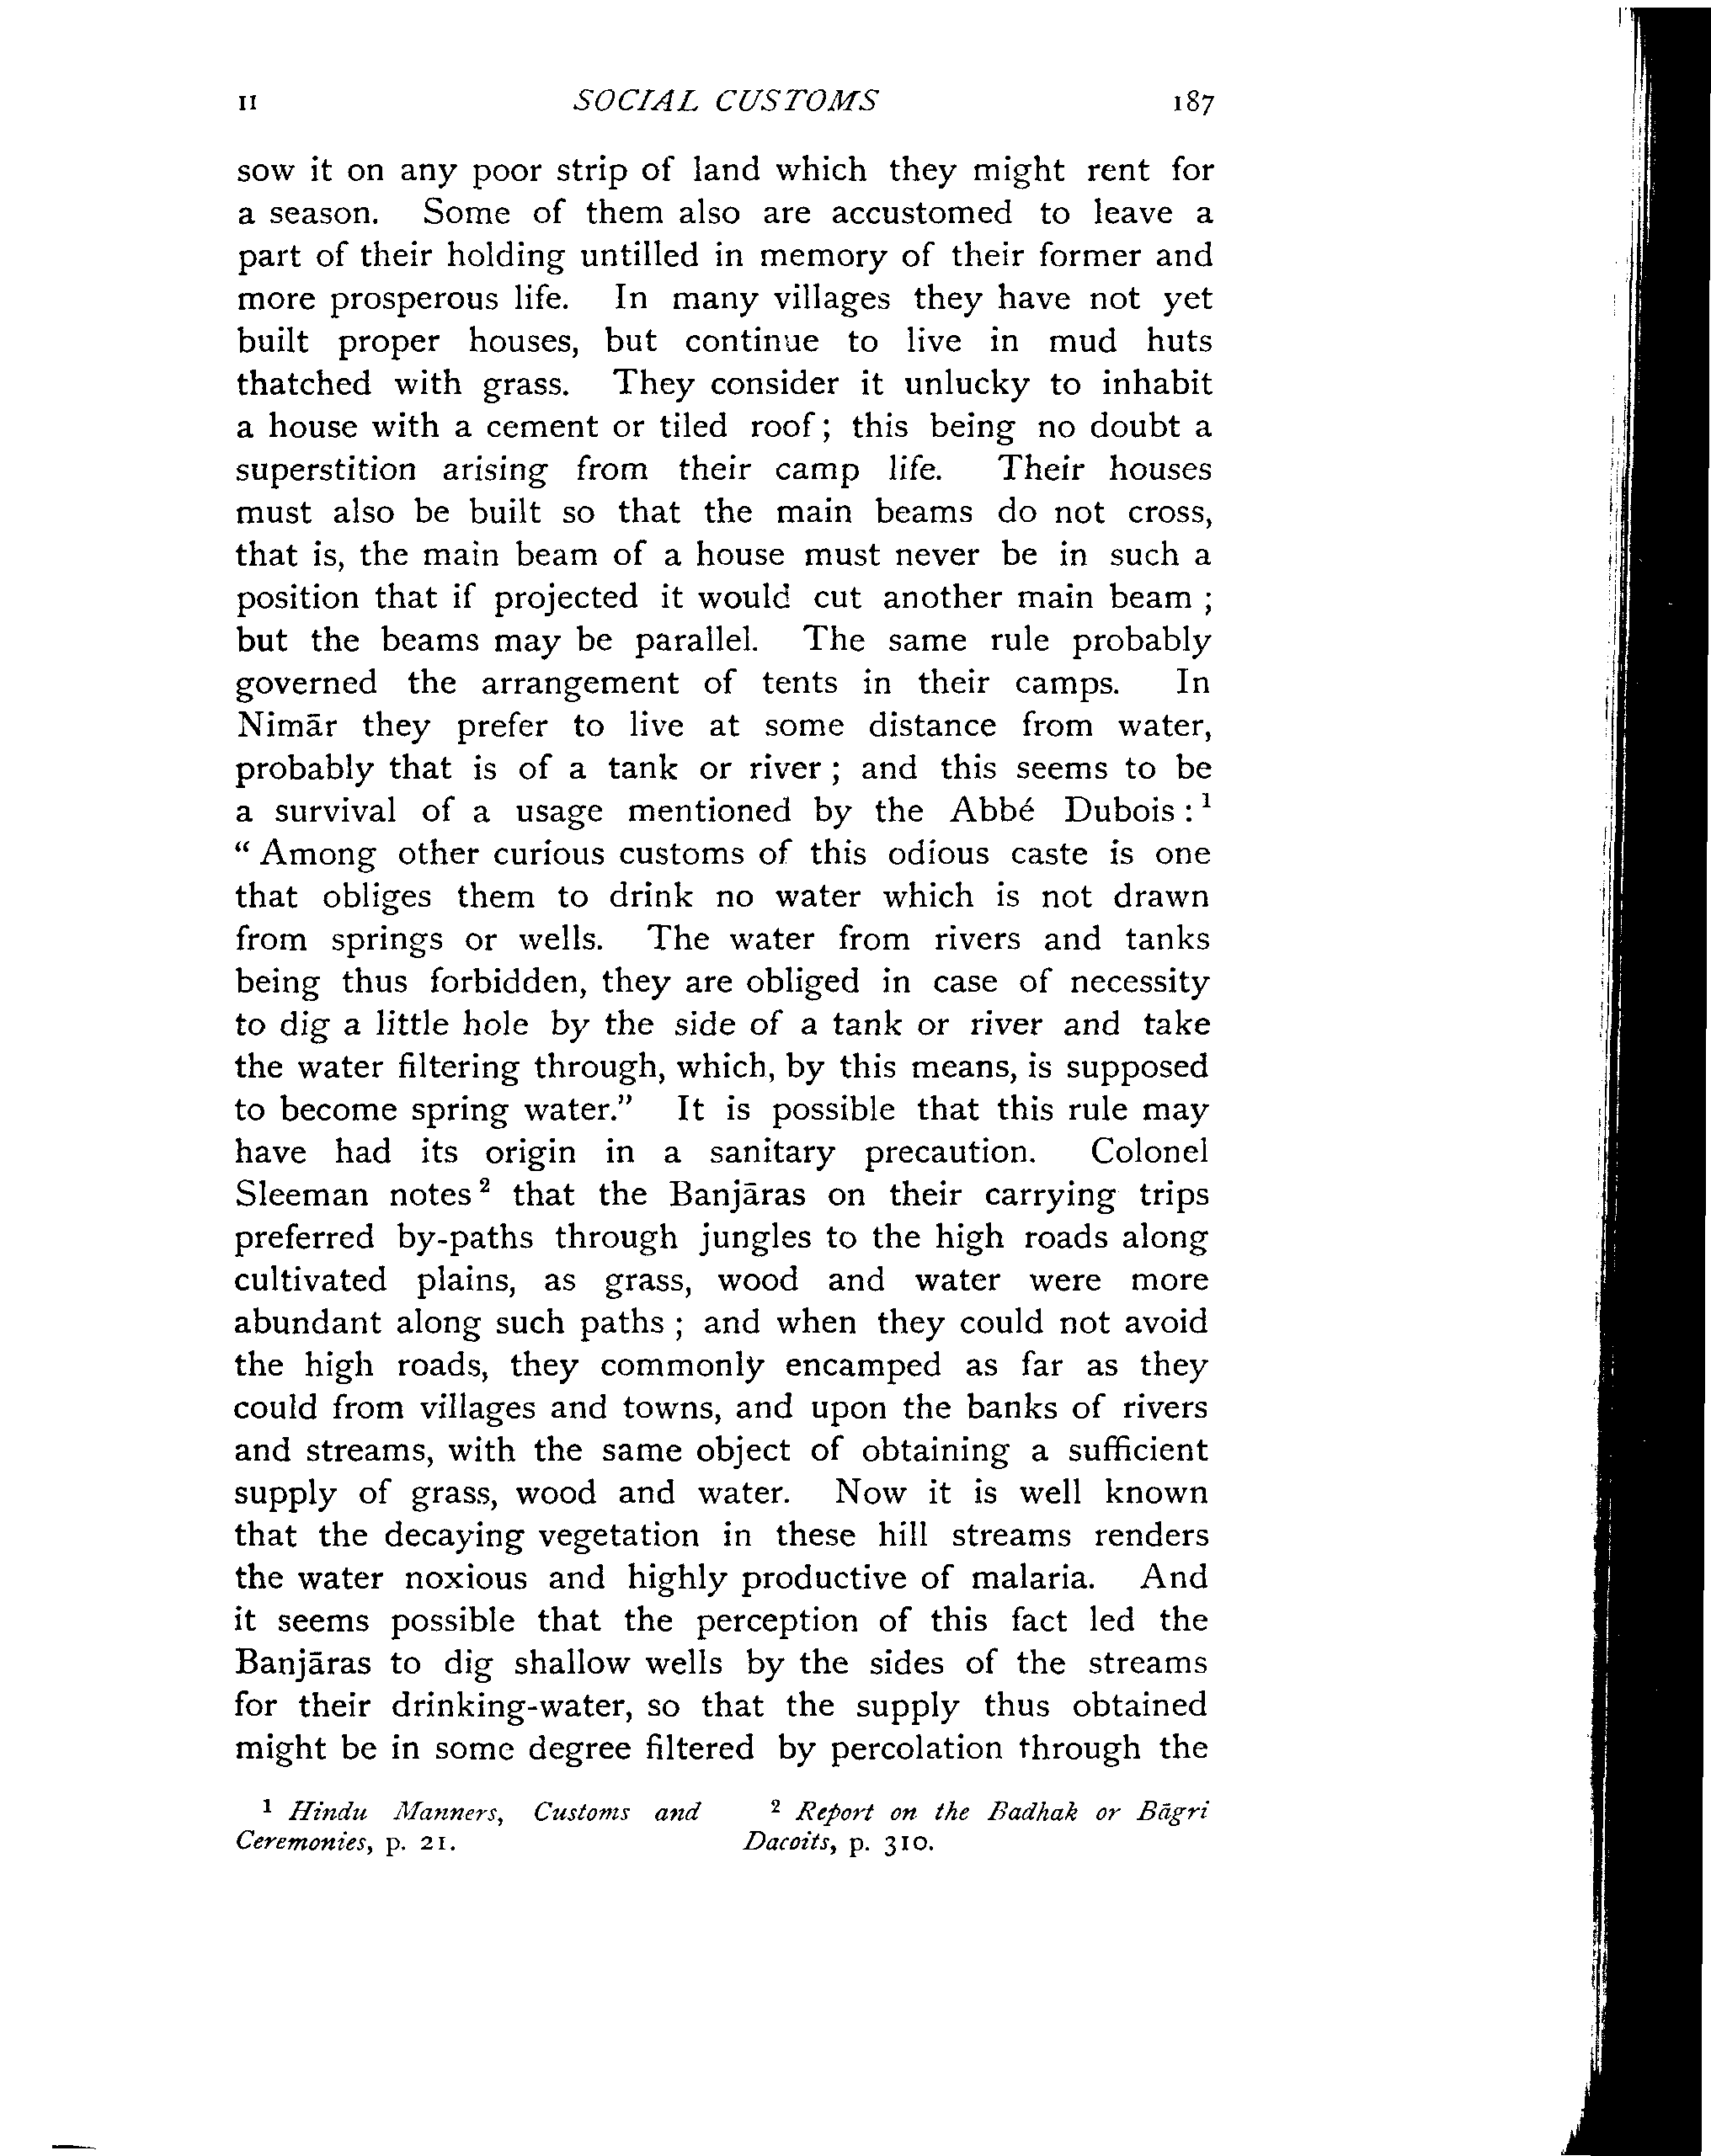 II SOCIAL CUSTOMS 187
sow it on any poor strip of land which they might rent for
a season. Some of them also are accustomed to leave a
part of their holding untilled in memory of their former and
more prosperous life. In many villages they have not yet
built proper houses, but continue to live in mud huts
thatched with grass. They consider it unlucky to inhabit
a house with a cement or tiled roof; this being no doubt a
superstition arising from their camp life. Their houses
must also be built so that the main beams do not cross,
that is, the main beam of a house must never be in such a
position that if projected it would cut another main beam ;
but the beams may be parallel. The same rule probably
governed the arrangement of tents in their camps. In
Nimār they prefer to live at some distance from water,
probably that is of a tank or river ; and this seems to be
a survival of a usage mentioned by the Abbé Dubois : ¹
“ Among other curious customs of this odious caste is one
that obliges them to drink no water which is not drawn
from springs or wells. The water from rivers and tanks
being thus forbidden, they are obliged in case of necessity
to dig a little hole by the side of a tank or river and take
the water filtering through, which, by this means, is supposed
to become spring water.” It is possible that this rule may
have had its origin in a sanitary precaution. Colonel
Sleeman notes ² that the Banjāras on their carrying trips
preferred by-paths through jungles to the high roads along
cultivated plains, as grass, wood and water were more
abundant along such paths ; and when they could not avoid
the high roads, they commonly encamped as far as they
could from villages and towns, and upon the banks of rivers
and streams, with the same object of obtaining a sufficient
supply of grass, wood and water. Now it is well known
that the decaying vegetation in these hill streams renders
the water noxious and highly productive of malaria. And
it seems possible that the perception of this fact led the
Banjāras to dig shallow wells by the sides of the streams
for their drinking-water, so that the supply thus obtained
might be in some degree filtered by percolation through the
¹ Hindu Manners, Customs and
Ceremonies, p. 21.
² Report on the Badhak or Bāgri
Dacoits, p. 310.